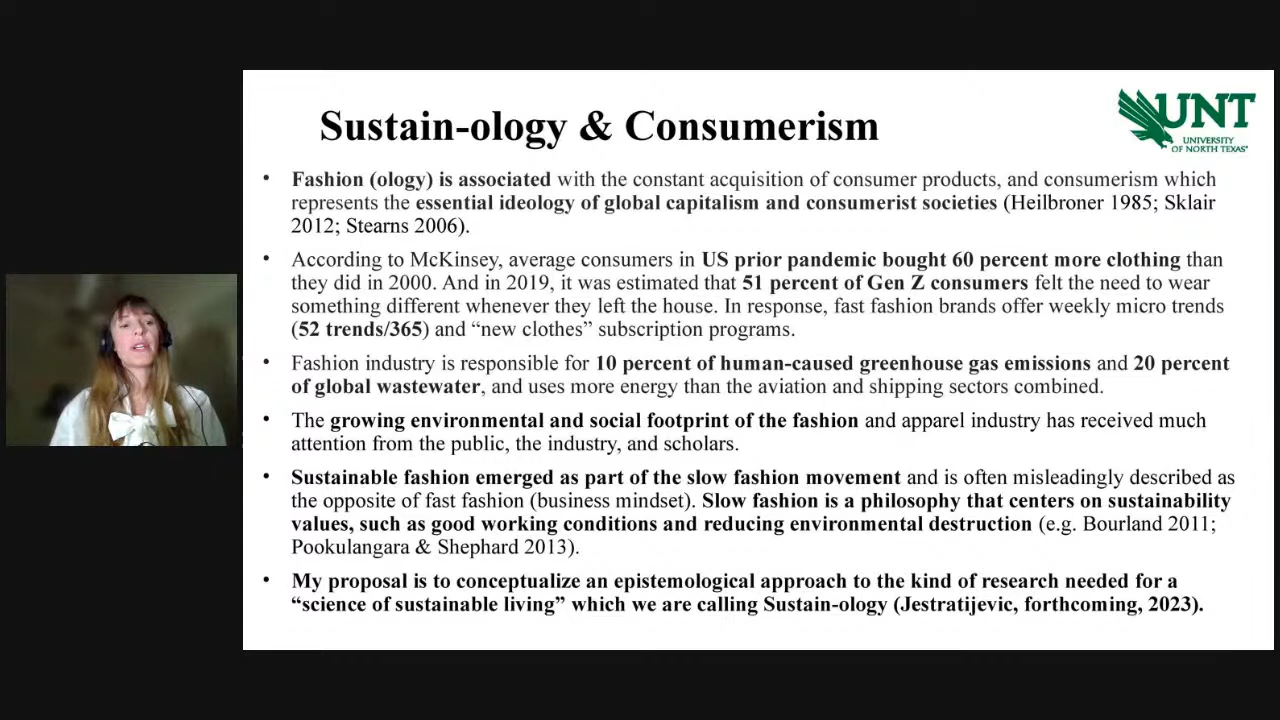 Sustain-ology & Consumerism
UNT
UNIVERSITY
OF NORTH TEXAS
• Fashion (ology) is associated with the constant acquisition of consumer products, and consumerism which
represents the essential ideology of global capitalism and consumerist societies (Heilbroner 1985; Sklair
2012; Stearns 2006).
• According to McKinsey, average consumers in US prior pandemic bought 60 percent more clothing than
they did in 2000. And in 2019, it was estimated that 51 percent of Gen Z consumers felt the need to wear
something different whenever they left the house. In response, fast fashion brands offer weekly micro trends
(52 trends/365) and “new clothes” subscription programs.
• Fashion industry is responsible for 10 percent of human-caused greenhouse gas emissions and 20 percent
of global wastewater, and uses more energy than the aviation and shipping sectors combined.
• The growing environmental and social footprint of the fashion and apparel industry has received much
attention from the public, the industry, and scholars.
• Sustainable fashion emerged as part of the slow fashion movement and is often misleadingly described as
the opposite of fast fashion (business mindset). Slow fashion is a philosophy that centers on sustainability
values, such as good working conditions and reducing environmental destruction (e.g. Bourland 2011;
Pookulangara & Shephard 2013).
• My proposal is to conceptualize an epistemological approach to the kind of research needed for a
“science of sustainable living” which we are calling Sustain-ology (Jestratijevic, forthcoming, 2023).